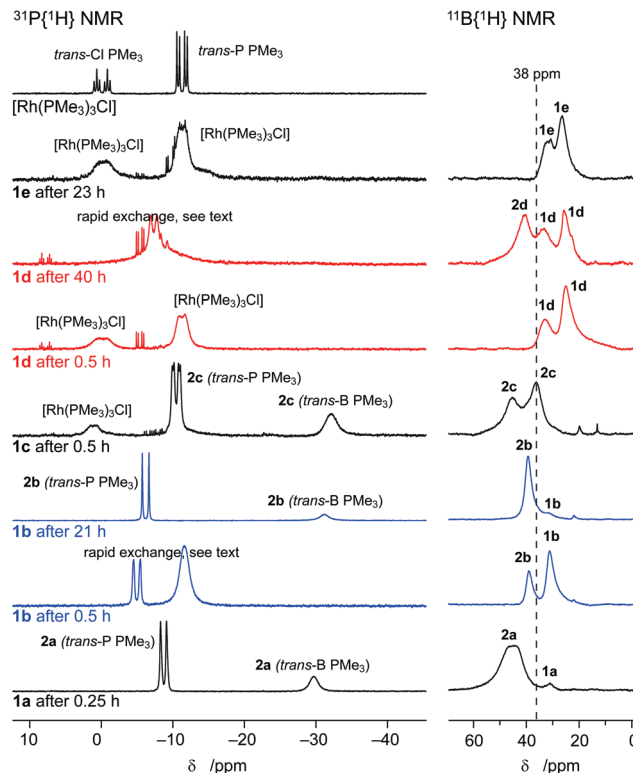 ³¹P{¹H} NMR
¹¹B{¹H} NMR
trans-Cl PMe₃
trans-P PMe₃
38 ppm
[Rh(PMe₃)₃Cl]
1e
1e
[Rh(PMe₃)₃Cl]
[Rh(PMe₃)₃Cl]
1e after 23 h
rapid exchange, see text
2d
1d
1d
1d after 40 h
[Rh(PMe₃)₃Cl]
[Rh(PMe₃)₃Cl]
1d
1d
1d after 0.5 h
2c (trans-P PMe₃)
2c (trans-B PMe₃)
[Rh(PMe₃)₃Cl]
2c
2c
1c after 0.5 h
2b (trans-P PMe₃)
2b (trans-B PMe₃)
2b
1b
1b after 21 h
rapid exchange, see text
2b
1b
1b after 0.5 h
2a (trans-P PMe₃)
2a (trans-B PMe₃)
2a
1a
1a after 0.25 h
10 0 –10 –20 –30 –40
60 40 20 0
δ /ppm
δ /ppm